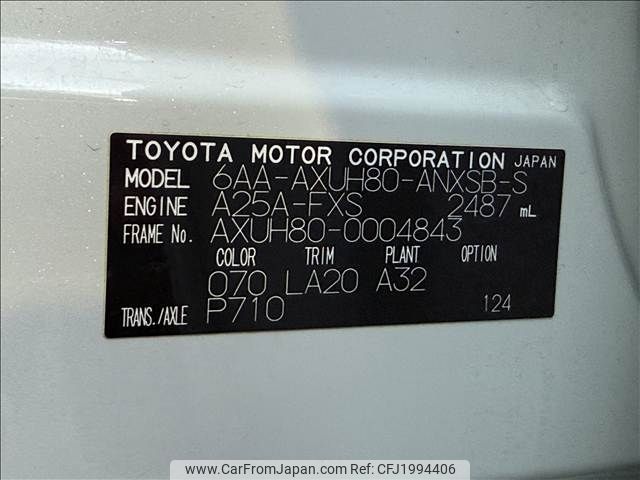 TOYOTA MOTOR CORPORATION JAPAN
MODEL 6AA-AXUH80-ANXSB-S
ENGINE A25A-FXS 2487 mL
FRAME No. AXUH80-0004843
COLOR TRIM PLANT OPTION
070 LA20 A32
TRANS./AXLE P710 124
www.CarFromJapan.com CFJ1994406